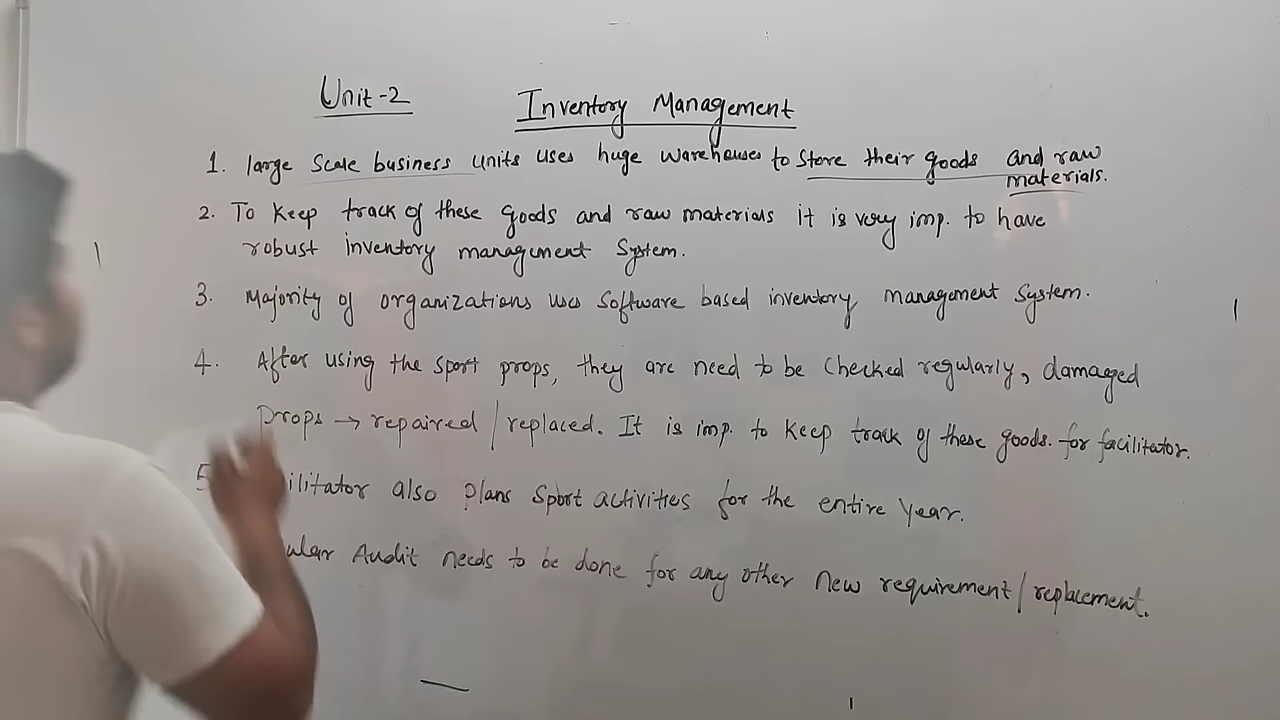 Unit-2 Inventory Management
1. large scale business units uses huge warehouses to store their goods and raw
materials.
2. To keep track of these goods and raw materials it is very imp. to have
robust inventory management system.
3. Majority of organizations uses software based inventory management system.
4. After using the sport props, they are need to be checked regularly, damaged
props → repaired / replaced. It is imp. to keep track of these goods. for facilitator.
5 ilitator also plans sport activities for the entire year.
ular Audit needs to be done for any other new requirement / replacement.